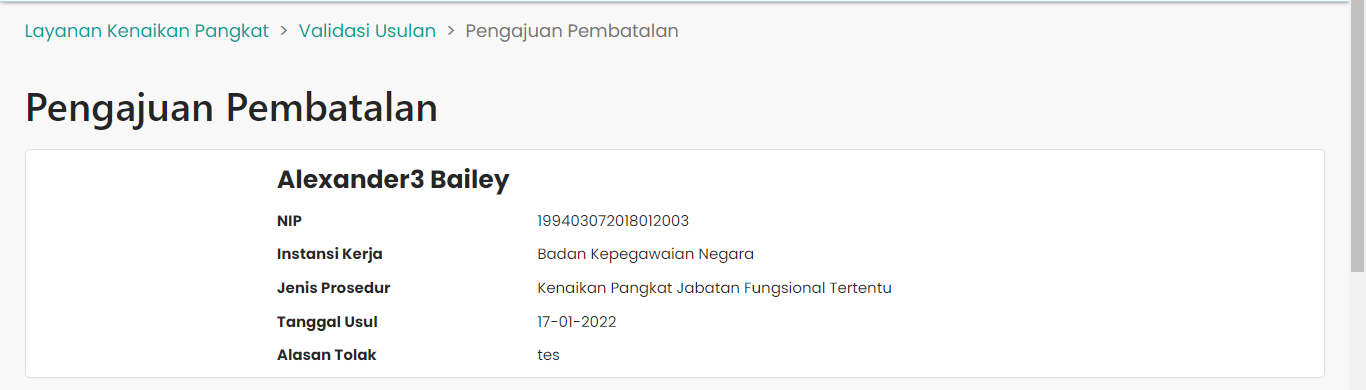 Layanan Kenaikan Pangkat > Validasi Usulan > Pengajuan Pembatalan
Pengajuan Pembatalan
Alexander3 Bailey
NIP 199403072018012003
Instansi Kerja Badan Kepegawaian Negara
Jenis Prosedur Kenaikan Pangkat Jabatan Fungsional Tertentu
Tanggal Usul 17-01-2022
Alasan Tolak tes